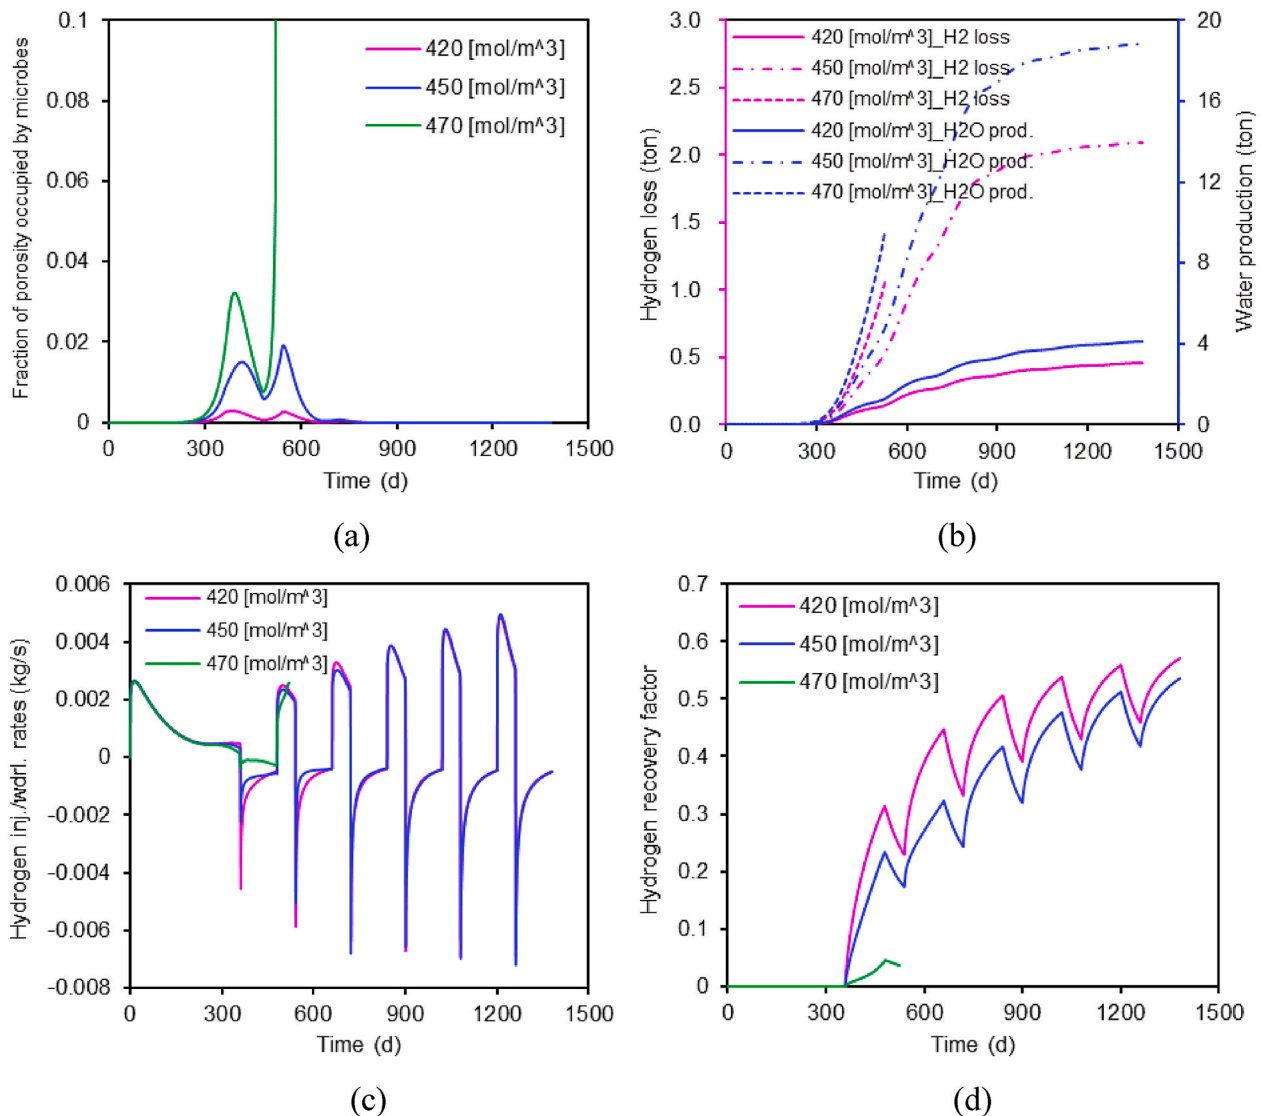 Fraction of porosity occupied by microbes
0.1
0.08
0.06
0.04
0.02
0
420 [mol/m^3]
450 [mol/m^3]
470 [mol/m^3]
0 300 600 900 1200 1500
Time (d)
(a)
Hydrogen loss (ton)
3.0
2.5
2.0
1.5
1.0
0.5
0.0
420 [mol/m^3]_H2 loss
450 [mol/m^3]_H2 loss
470 [mol/m^3]_H2 loss
420 [mol/m^3]_H2O prod.
450 [mol/m^3]_H2O prod.
470 [mol/m^3]_H2O prod.
20
16
12
8
4
0
Water production (ton)
0 300 600 900 1200 1500
Time (d)
(b)
Hydrogen inj./wdrl. rates (kg/s)
0.006
0.004
0.002
0
-0.002
-0.004
-0.006
-0.008
420 [mol/m^3]
450 [mol/m^3]
470 [mol/m^3]
0 300 600 900 1200 1500
Time (d)
(c)
Hydrogen recovery factor
0.7
0.6
0.5
0.4
0.3
0.2
0.1
0
420 [mol/m^3]
450 [mol/m^3]
470 [mol/m^3]
0 300 600 900 1200 1500
Time (d)
(d)